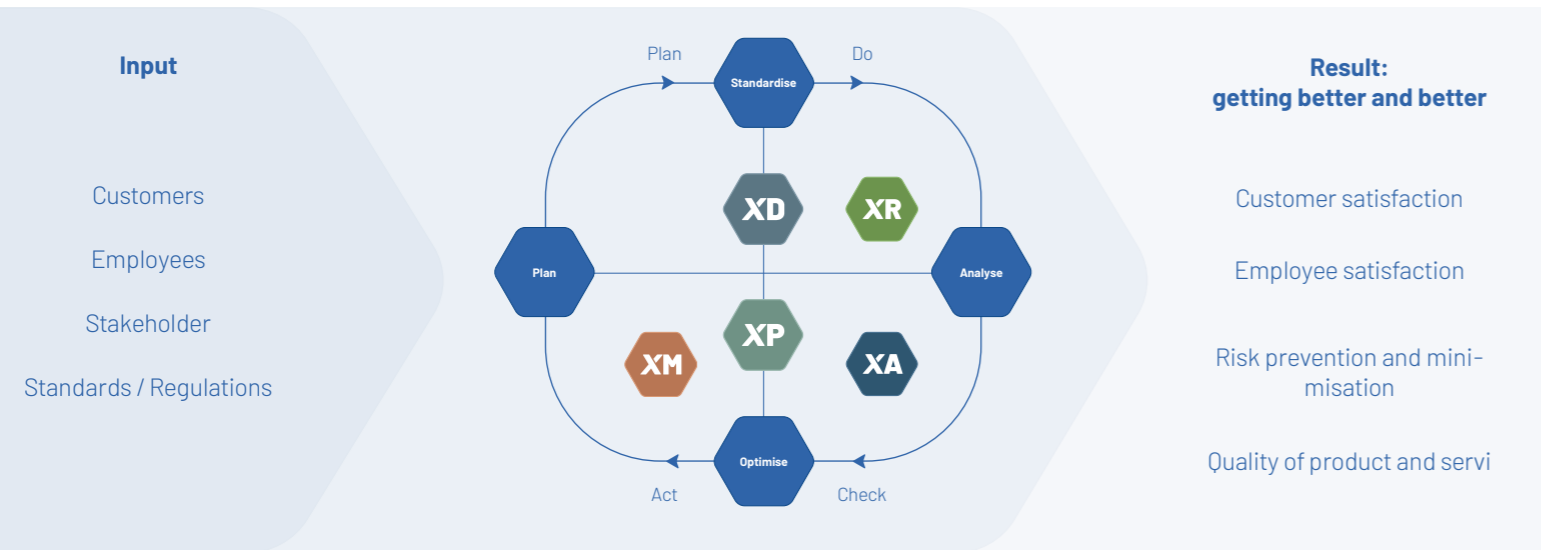 Input
Customers
Employees
Stakeholder
Standards / Regulations
Plan
Do
Standardise
XD
XR
Plan
Analyse
XP
XM
XA
Optimise
Act
Check
Result:
getting better and better
Customer satisfaction
Employee satisfaction
Risk prevention and mini-
misation
Quality of product and servi